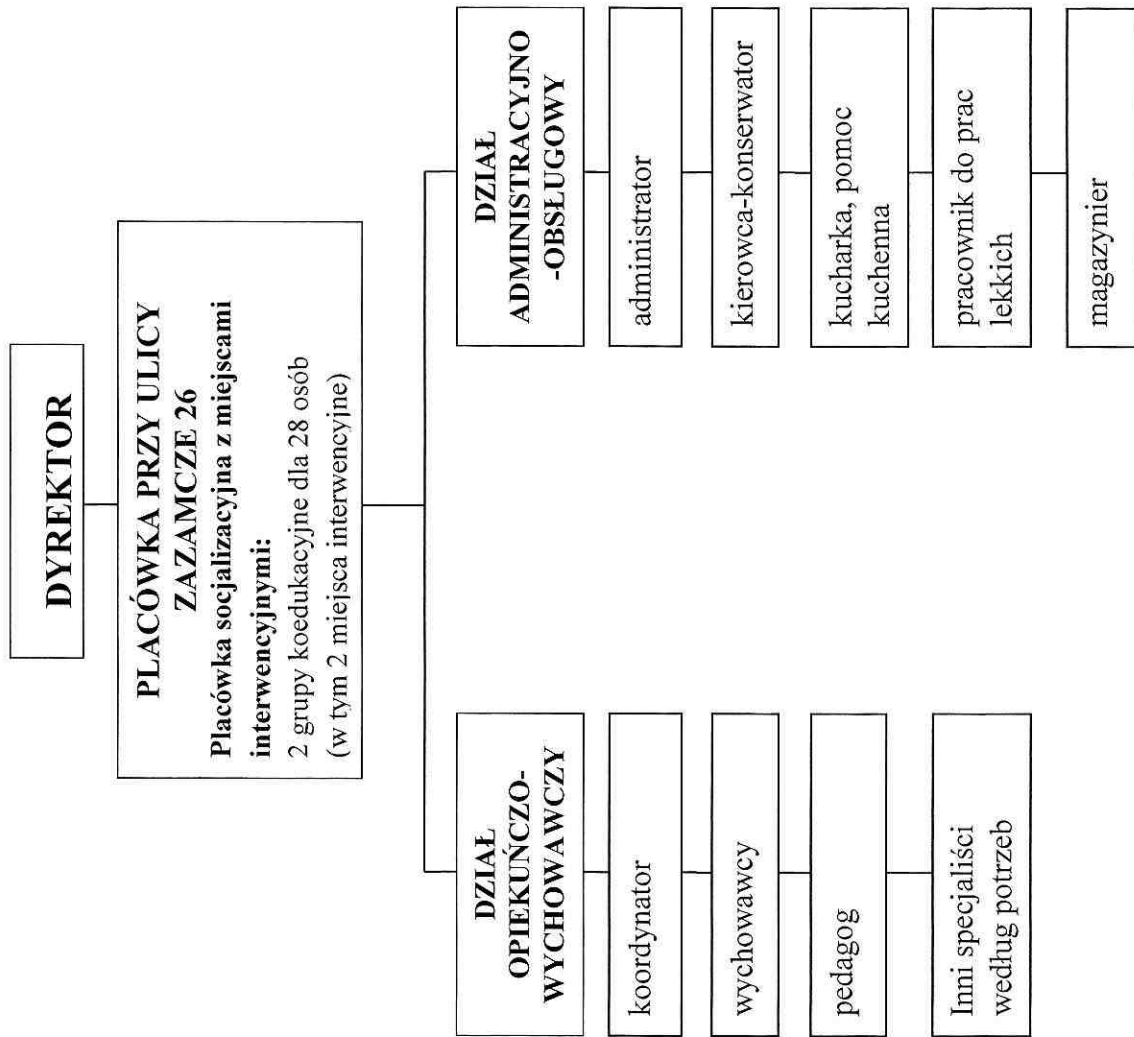 DYREKTOR
PLACÓWKA PRZY ULICY
ZAZAMCZE 26
Placówka socjalizacyjna z miejscami
interwencyjnymi:
2 grupy koedukacyjne dla 28 osób
(w tym 2 miejsca interwencyjne)
DZIAŁ
OPIEKUŃCZO-
WYCHOWAWCZY
koordynator
wychowawcy
pedagog
Inni specjaliści
według potrzeb
DZIAŁ
ADMINISTRACYJNO
-OBSŁUGOWY
administrator
kierowca-konserwator
kucharka, pomoc
kuchenna
pracownik do prac
lekkich
magazynier